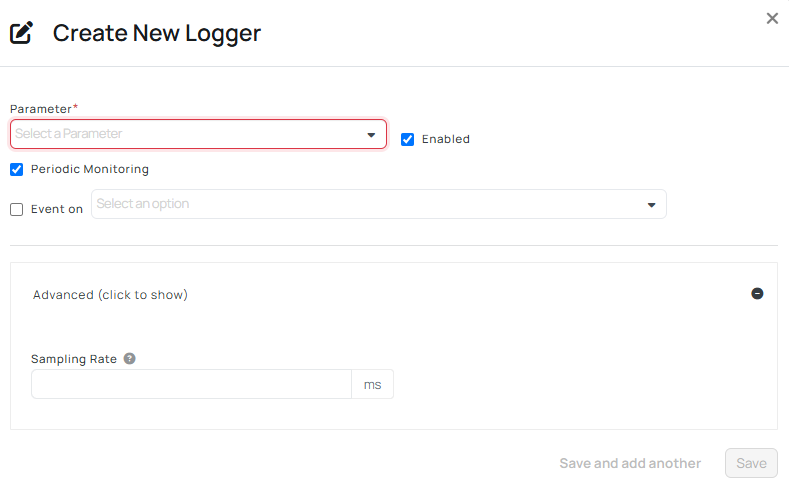 Create New Logger
Parameter*
Select a Parameter
Enabled
Periodic Monitoring
Event on
Select an option
Advanced (click to show)
Sampling Rate ?
ms
Save and add another
Save